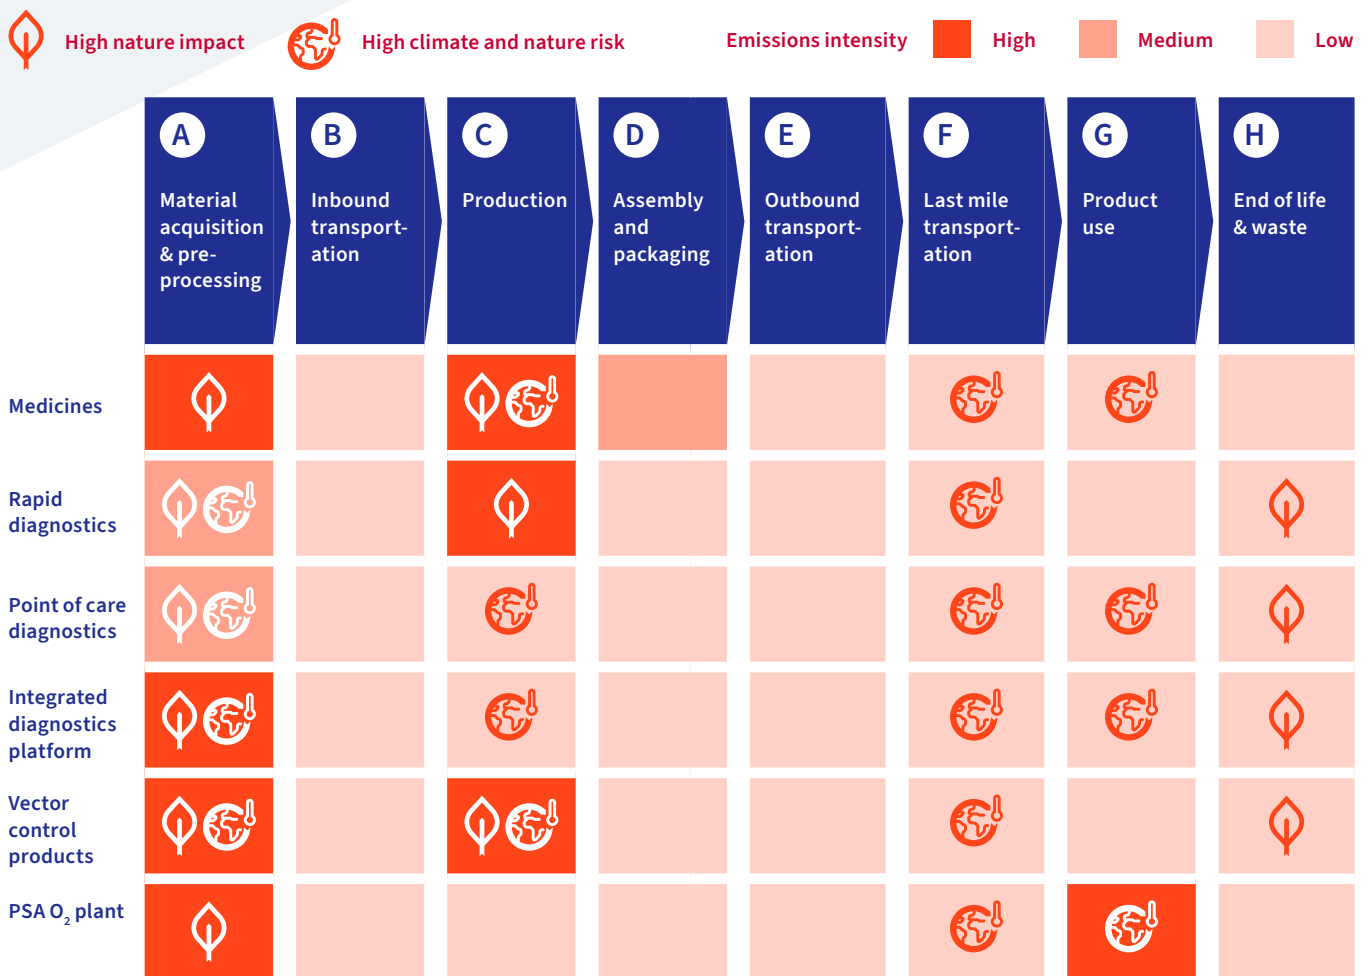 High nature impact
High climate and nature risk
Emissions intensity
High
Medium
Low
A
Material
acquisition
& pre-
processing
B
Inbound
transport-
ation
C
Production
D
Assembly
and
packaging
E
Outbound
transport-
ation
F
Last mile
transport-
ation
G
Product
use
H
End of life
& waste
Medicines
Rapid
diagnostics
Point of care
diagnostics
Integrated
diagnostics
platform
Vector
control
products
PSA O₂ plant